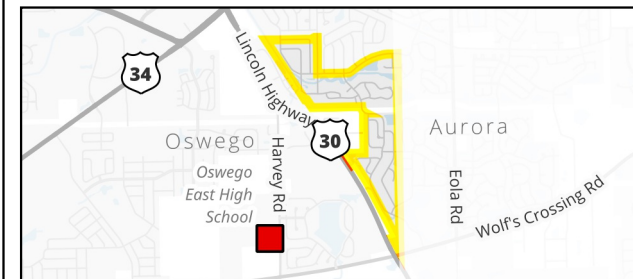 34
Lincoln Highway
30
Oswego
Aurora
Harvey Rd
Oswego
East High
School
Eola Rd
Wolf's Crossing Rd